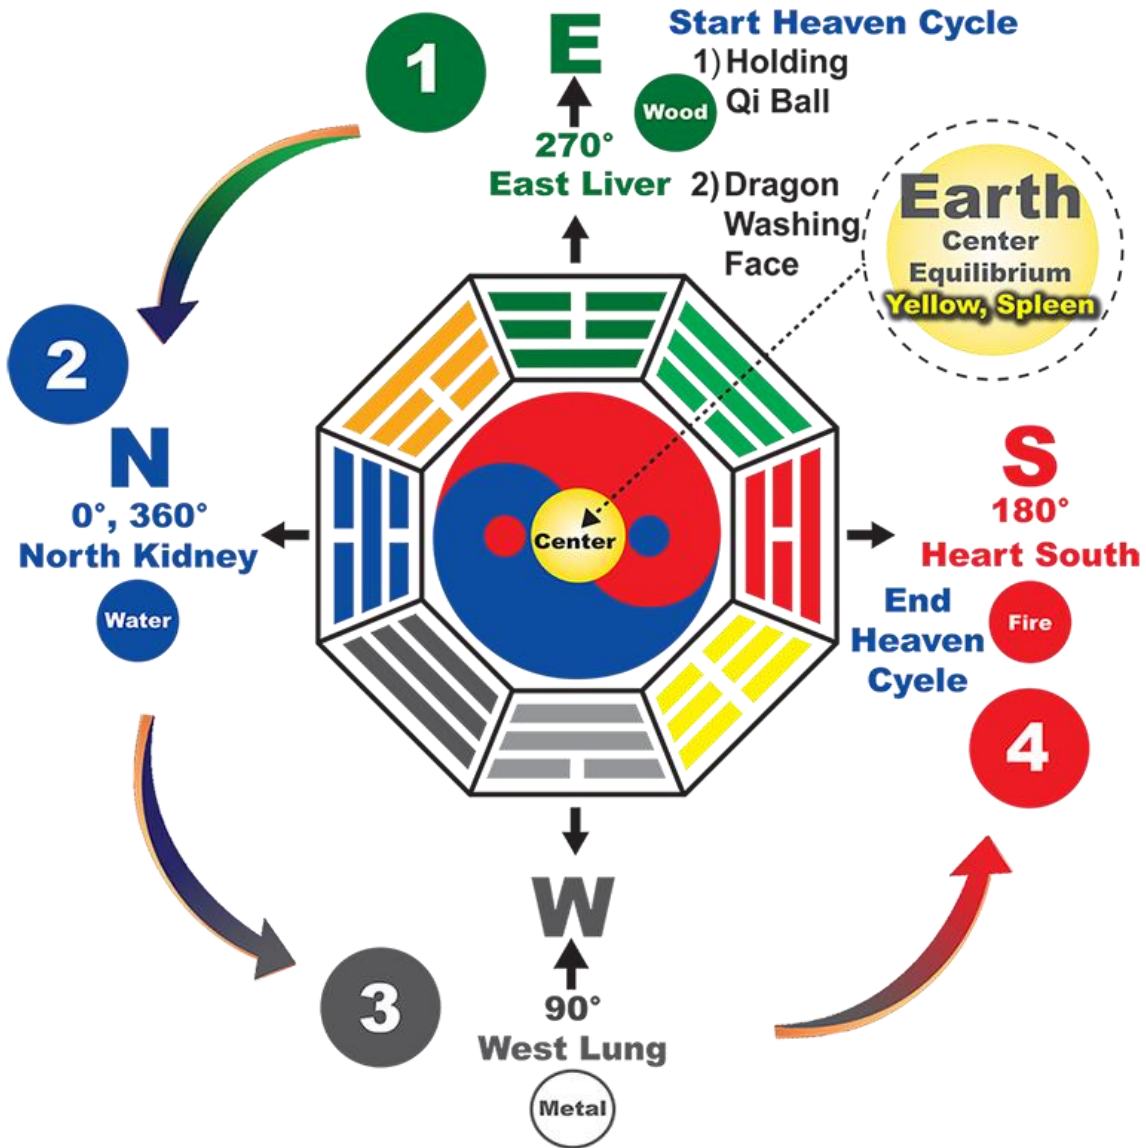 1
E
270°
East Liver
Start Heaven Cycle
1) Holding
Qi Ball
Wood
2) Dragon
Washing
Face
Earth
Center
Equilibrium
Yellow, Spleen
2
N
0°, 360°
North Kidney
Water
Center
S
180°
Heart South
End
Heaven
Cyele
Fire
4
W
90°
West Lung
Metal
3